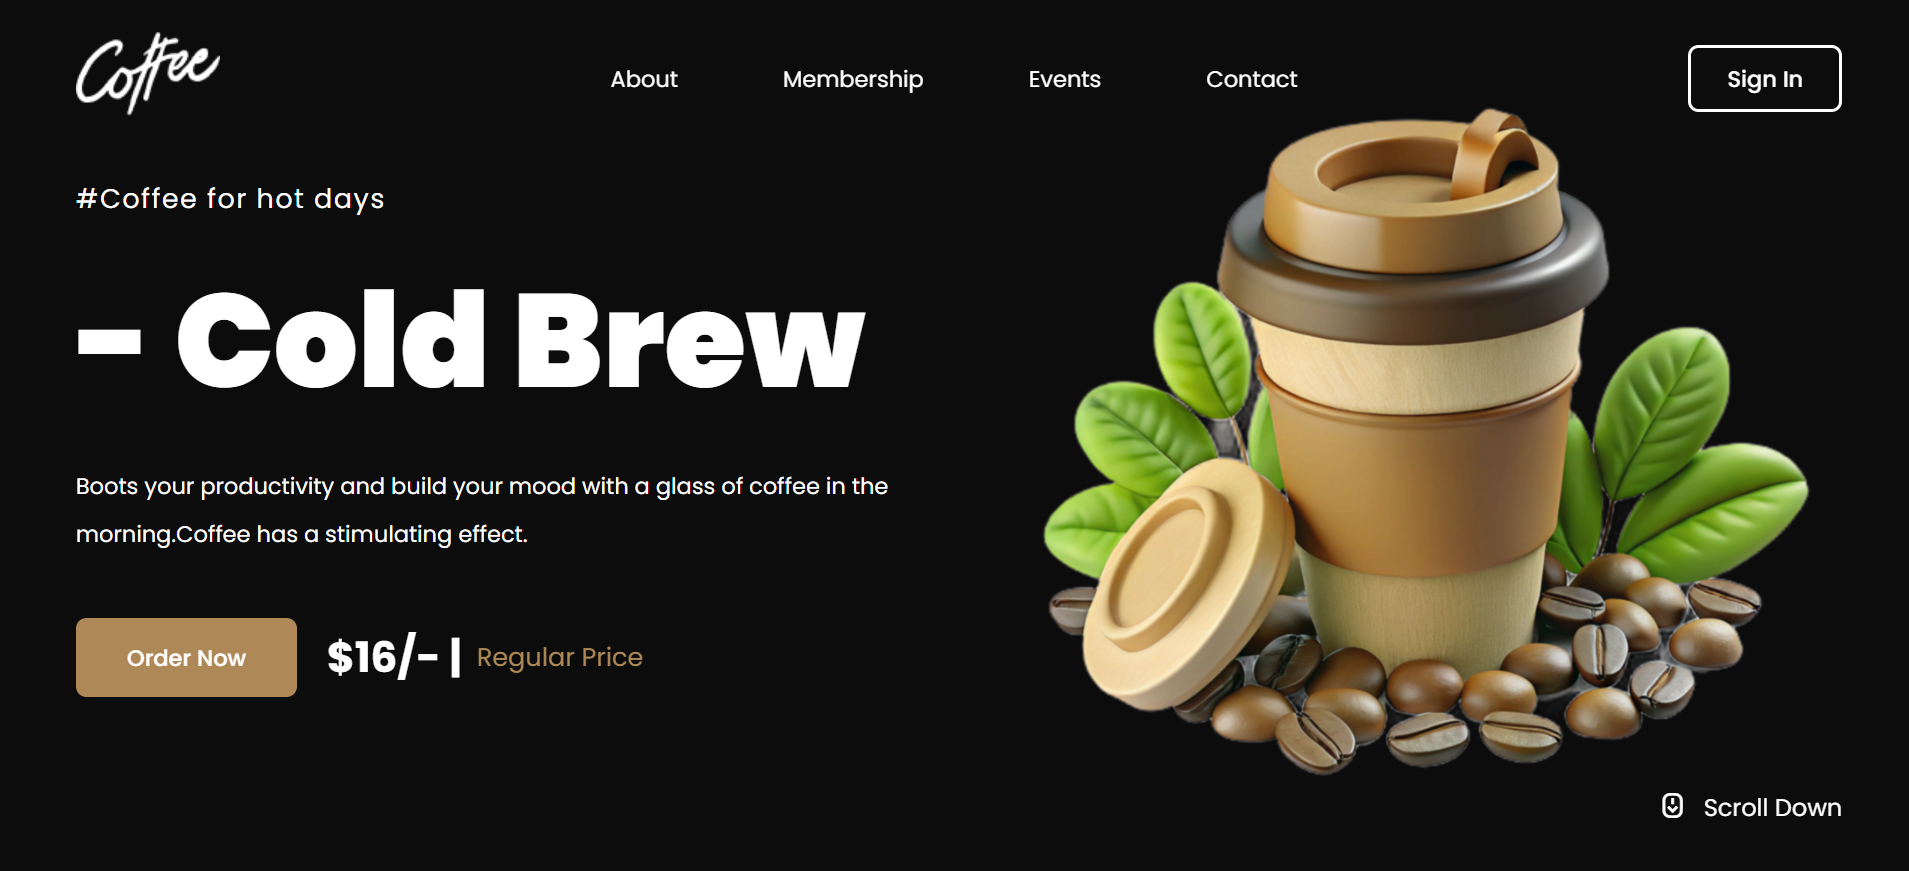 Coffee
About
Membership
Events
Contact
Sign In
#Coffee for hot days
- Cold Brew
Boots your productivity and build your mood with a glass of coffee in the
morning.Coffee has a stimulating effect.
Order Now
$16/- | Regular Price
Scroll Down